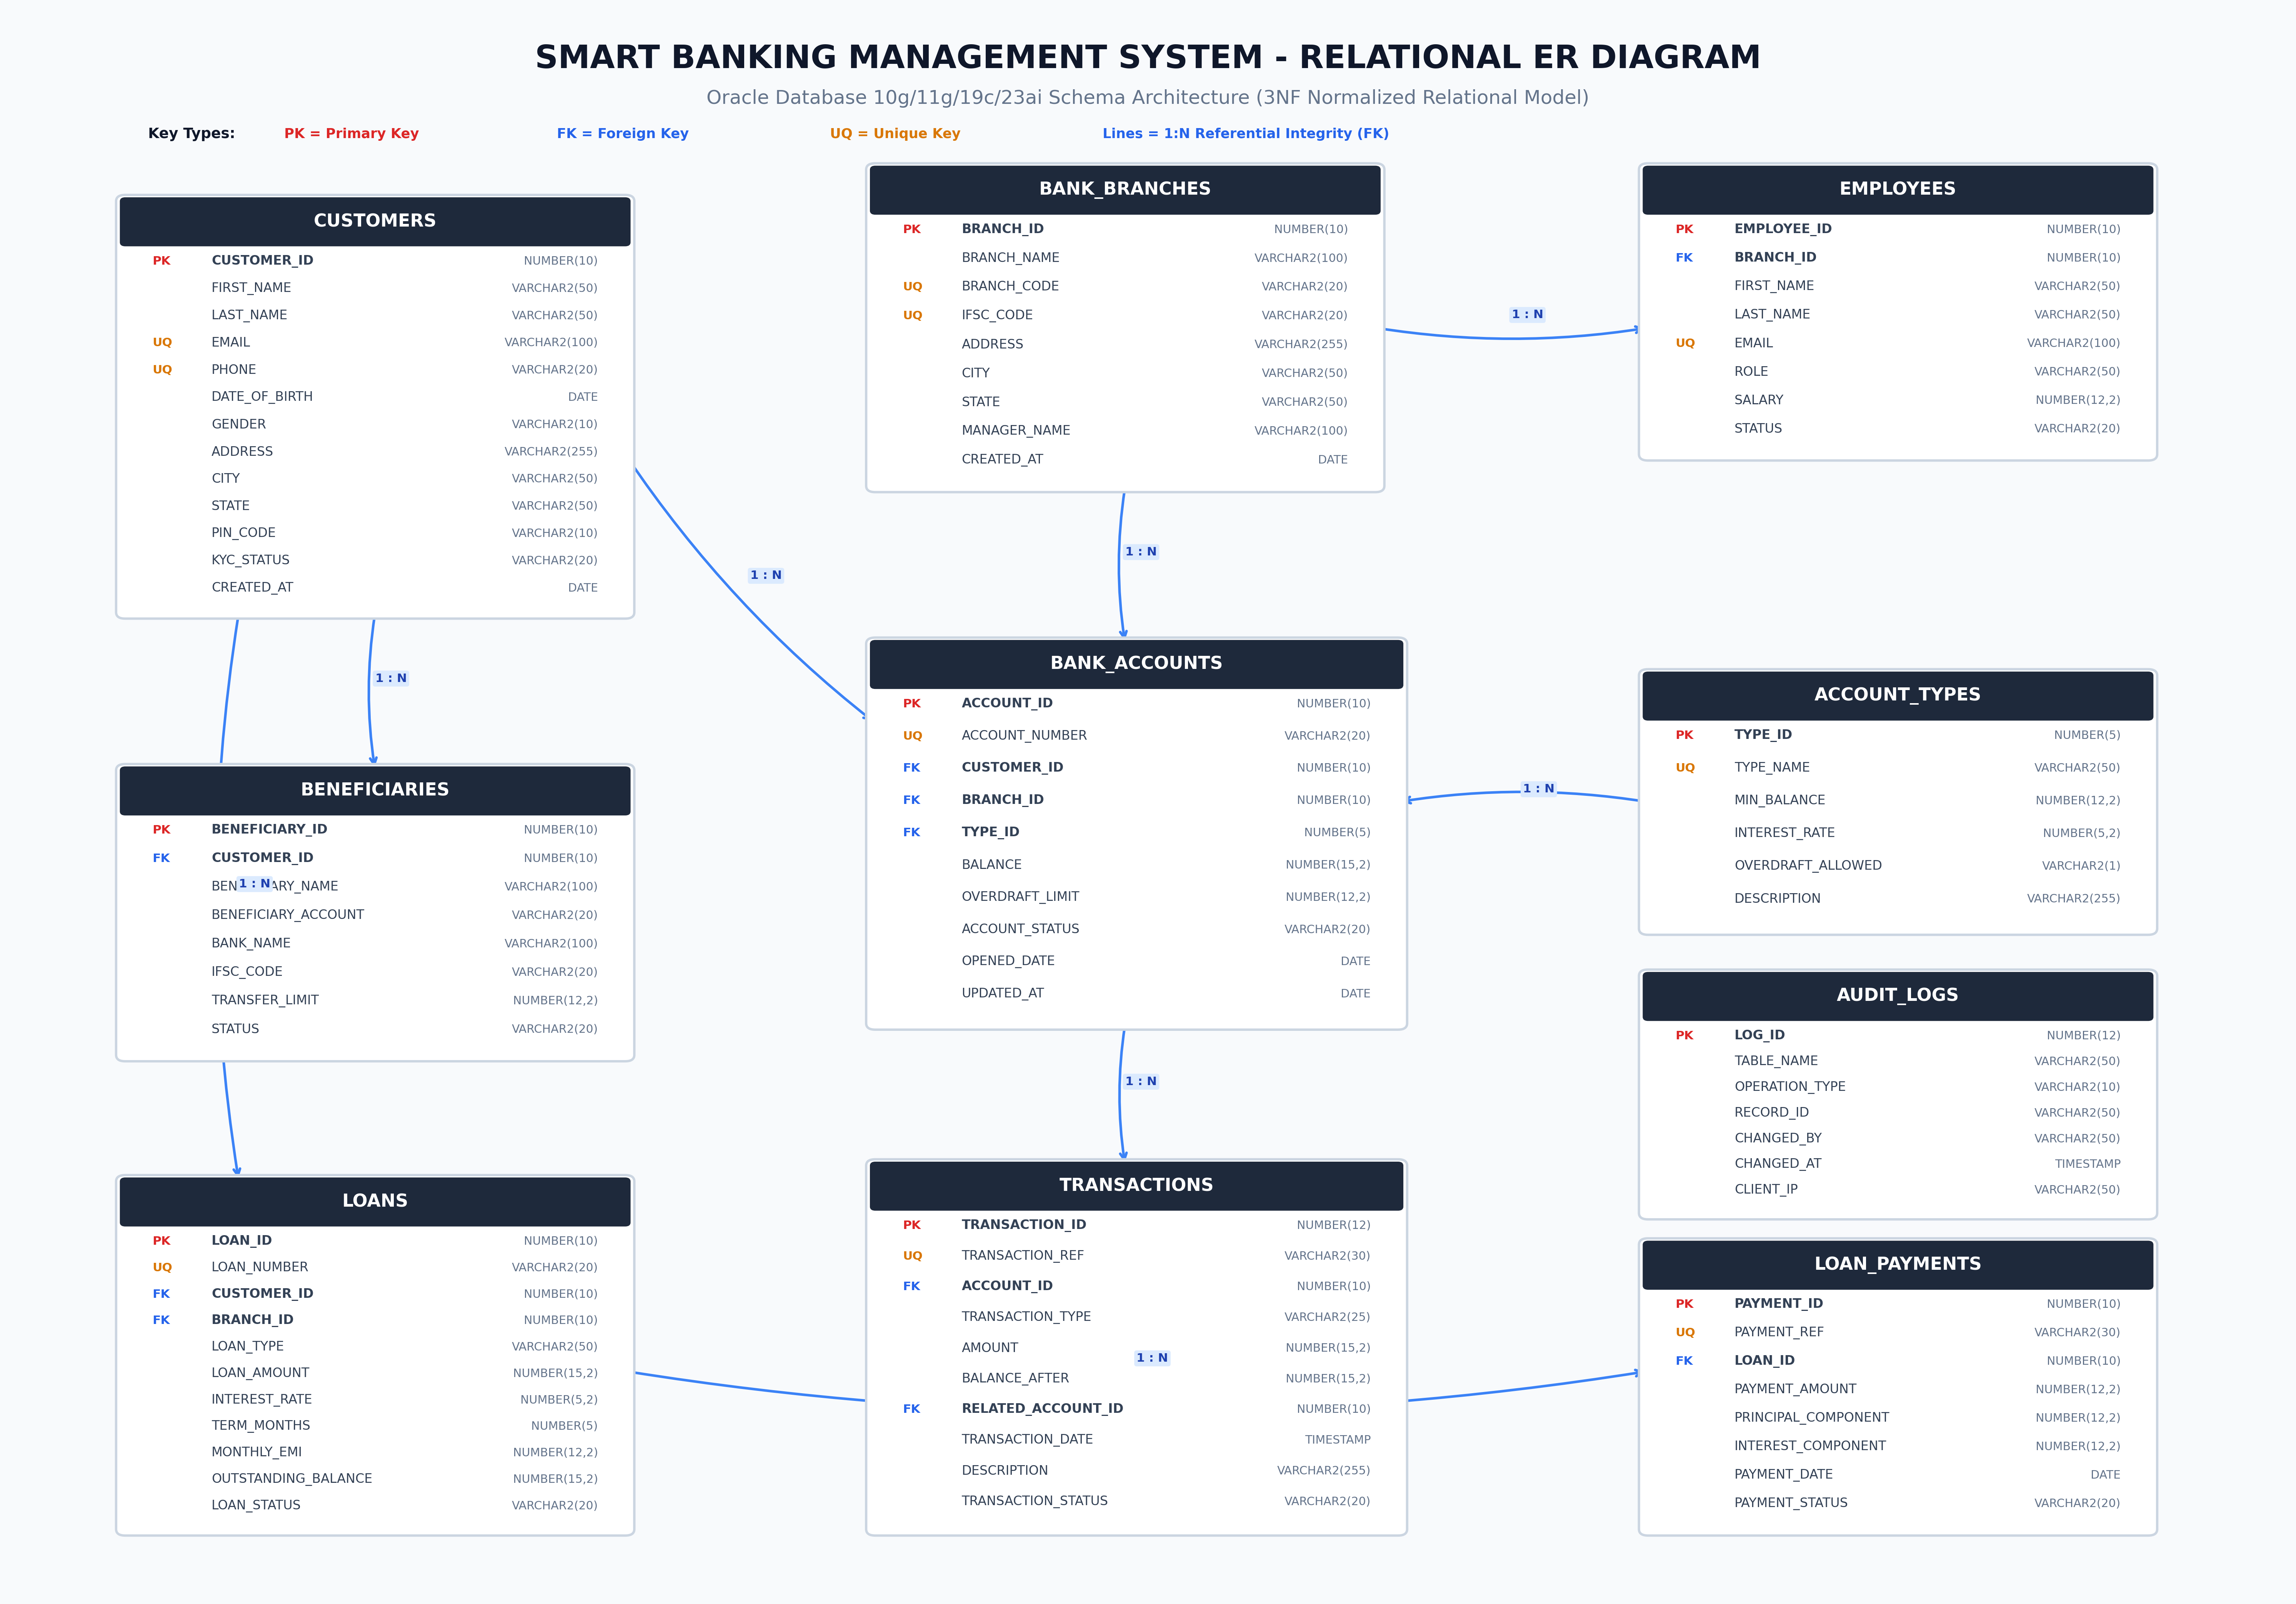 SMART BANKING MANAGEMENT SYSTEM - RELATIONAL ER DIAGRAM
Oracle Database 10g/11g/19c/23ai Schema Architecture (3NF Normalized Relational Model)
Key Types: PK = Primary Key FK = Foreign Key UQ = Unique Key Lines = 1:N Referential Integrity (FK)
CUSTOMERS
PK CUSTOMER_ID NUMBER(10)
FIRST_NAME VARCHAR2(50)
LAST_NAME VARCHAR2(50)
UQ EMAIL VARCHAR2(100)
UQ PHONE VARCHAR2(20)
DATE_OF_BIRTH DATE
GENDER VARCHAR2(10)
ADDRESS VARCHAR2(255)
CITY VARCHAR2(50)
STATE VARCHAR2(50)
PIN_CODE VARCHAR2(10)
KYC_STATUS VARCHAR2(20)
CREATED_AT DATE
BANK_BRANCHES
PK BRANCH_ID NUMBER(10)
BRANCH_NAME VARCHAR2(100)
UQ BRANCH_CODE VARCHAR2(20)
UQ IFSC_CODE VARCHAR2(20)
ADDRESS VARCHAR2(255)
CITY VARCHAR2(50)
STATE VARCHAR2(50)
MANAGER_NAME VARCHAR2(100)
CREATED_AT DATE
1 : N
EMPLOYEES
PK EMPLOYEE_ID NUMBER(10)
FK BRANCH_ID NUMBER(10)
FIRST_NAME VARCHAR2(50)
LAST_NAME VARCHAR2(50)
UQ EMAIL VARCHAR2(100)
ROLE VARCHAR2(50)
SALARY NUMBER(12,2)
STATUS VARCHAR2(20)
1 : N
1 : N
1 : N
BENEFICIARIES
PK BENEFICIARY_ID NUMBER(10)
FK CUSTOMER_ID NUMBER(10)
BEN 1 : N ARY_NAME VARCHAR2(100)
BENEFICIARY_ACCOUNT VARCHAR2(20)
BANK_NAME VARCHAR2(100)
IFSC_CODE VARCHAR2(20)
TRANSFER_LIMIT NUMBER(12,2)
STATUS VARCHAR2(20)
BANK_ACCOUNTS
PK ACCOUNT_ID NUMBER(10)
UQ ACCOUNT_NUMBER VARCHAR2(20)
FK CUSTOMER_ID NUMBER(10)
FK BRANCH_ID NUMBER(10)
FK TYPE_ID NUMBER(5)
BALANCE NUMBER(15,2)
OVERDRAFT_LIMIT NUMBER(12,2)
ACCOUNT_STATUS VARCHAR2(20)
OPENED_DATE DATE
UPDATED_AT DATE
1 : N
ACCOUNT_TYPES
PK TYPE_ID NUMBER(5)
UQ TYPE_NAME VARCHAR2(50)
MIN_BALANCE NUMBER(12,2)
INTEREST_RATE NUMBER(5,2)
OVERDRAFT_ALLOWED VARCHAR2(1)
DESCRIPTION VARCHAR2(255)
AUDIT_LOGS
PK LOG_ID NUMBER(12)
TABLE_NAME VARCHAR2(50)
OPERATION_TYPE VARCHAR2(10)
RECORD_ID VARCHAR2(50)
CHANGED_BY VARCHAR2(50)
CHANGED_AT TIMESTAMP
CLIENT_IP VARCHAR2(50)
1 : N
LOANS
PK LOAN_ID NUMBER(10)
UQ LOAN_NUMBER VARCHAR2(20)
FK CUSTOMER_ID NUMBER(10)
FK BRANCH_ID NUMBER(10)
LOAN_TYPE VARCHAR2(50)
LOAN_AMOUNT NUMBER(15,2)
INTEREST_RATE NUMBER(5,2)
TERM_MONTHS NUMBER(5)
MONTHLY_EMI NUMBER(12,2)
OUTSTANDING_BALANCE NUMBER(15,2)
LOAN_STATUS VARCHAR2(20)
TRANSACTIONS
PK TRANSACTION_ID NUMBER(12)
UQ TRANSACTION_REF VARCHAR2(30)
FK ACCOUNT_ID NUMBER(10)
TRANSACTION_TYPE VARCHAR2(25)
AMOUNT NUMBER(15,2)
1 : N
BALANCE_AFTER NUMBER(15,2)
FK RELATED_ACCOUNT_ID NUMBER(10)
TRANSACTION_DATE TIMESTAMP
DESCRIPTION VARCHAR2(255)
TRANSACTION_STATUS VARCHAR2(20)
LOAN_PAYMENTS
PK PAYMENT_ID NUMBER(10)
UQ PAYMENT_REF VARCHAR2(30)
FK LOAN_ID NUMBER(10)
PAYMENT_AMOUNT NUMBER(12,2)
PRINCIPAL_COMPONENT NUMBER(12,2)
INTEREST_COMPONENT NUMBER(12,2)
PAYMENT_DATE DATE
PAYMENT_STATUS VARCHAR2(20)